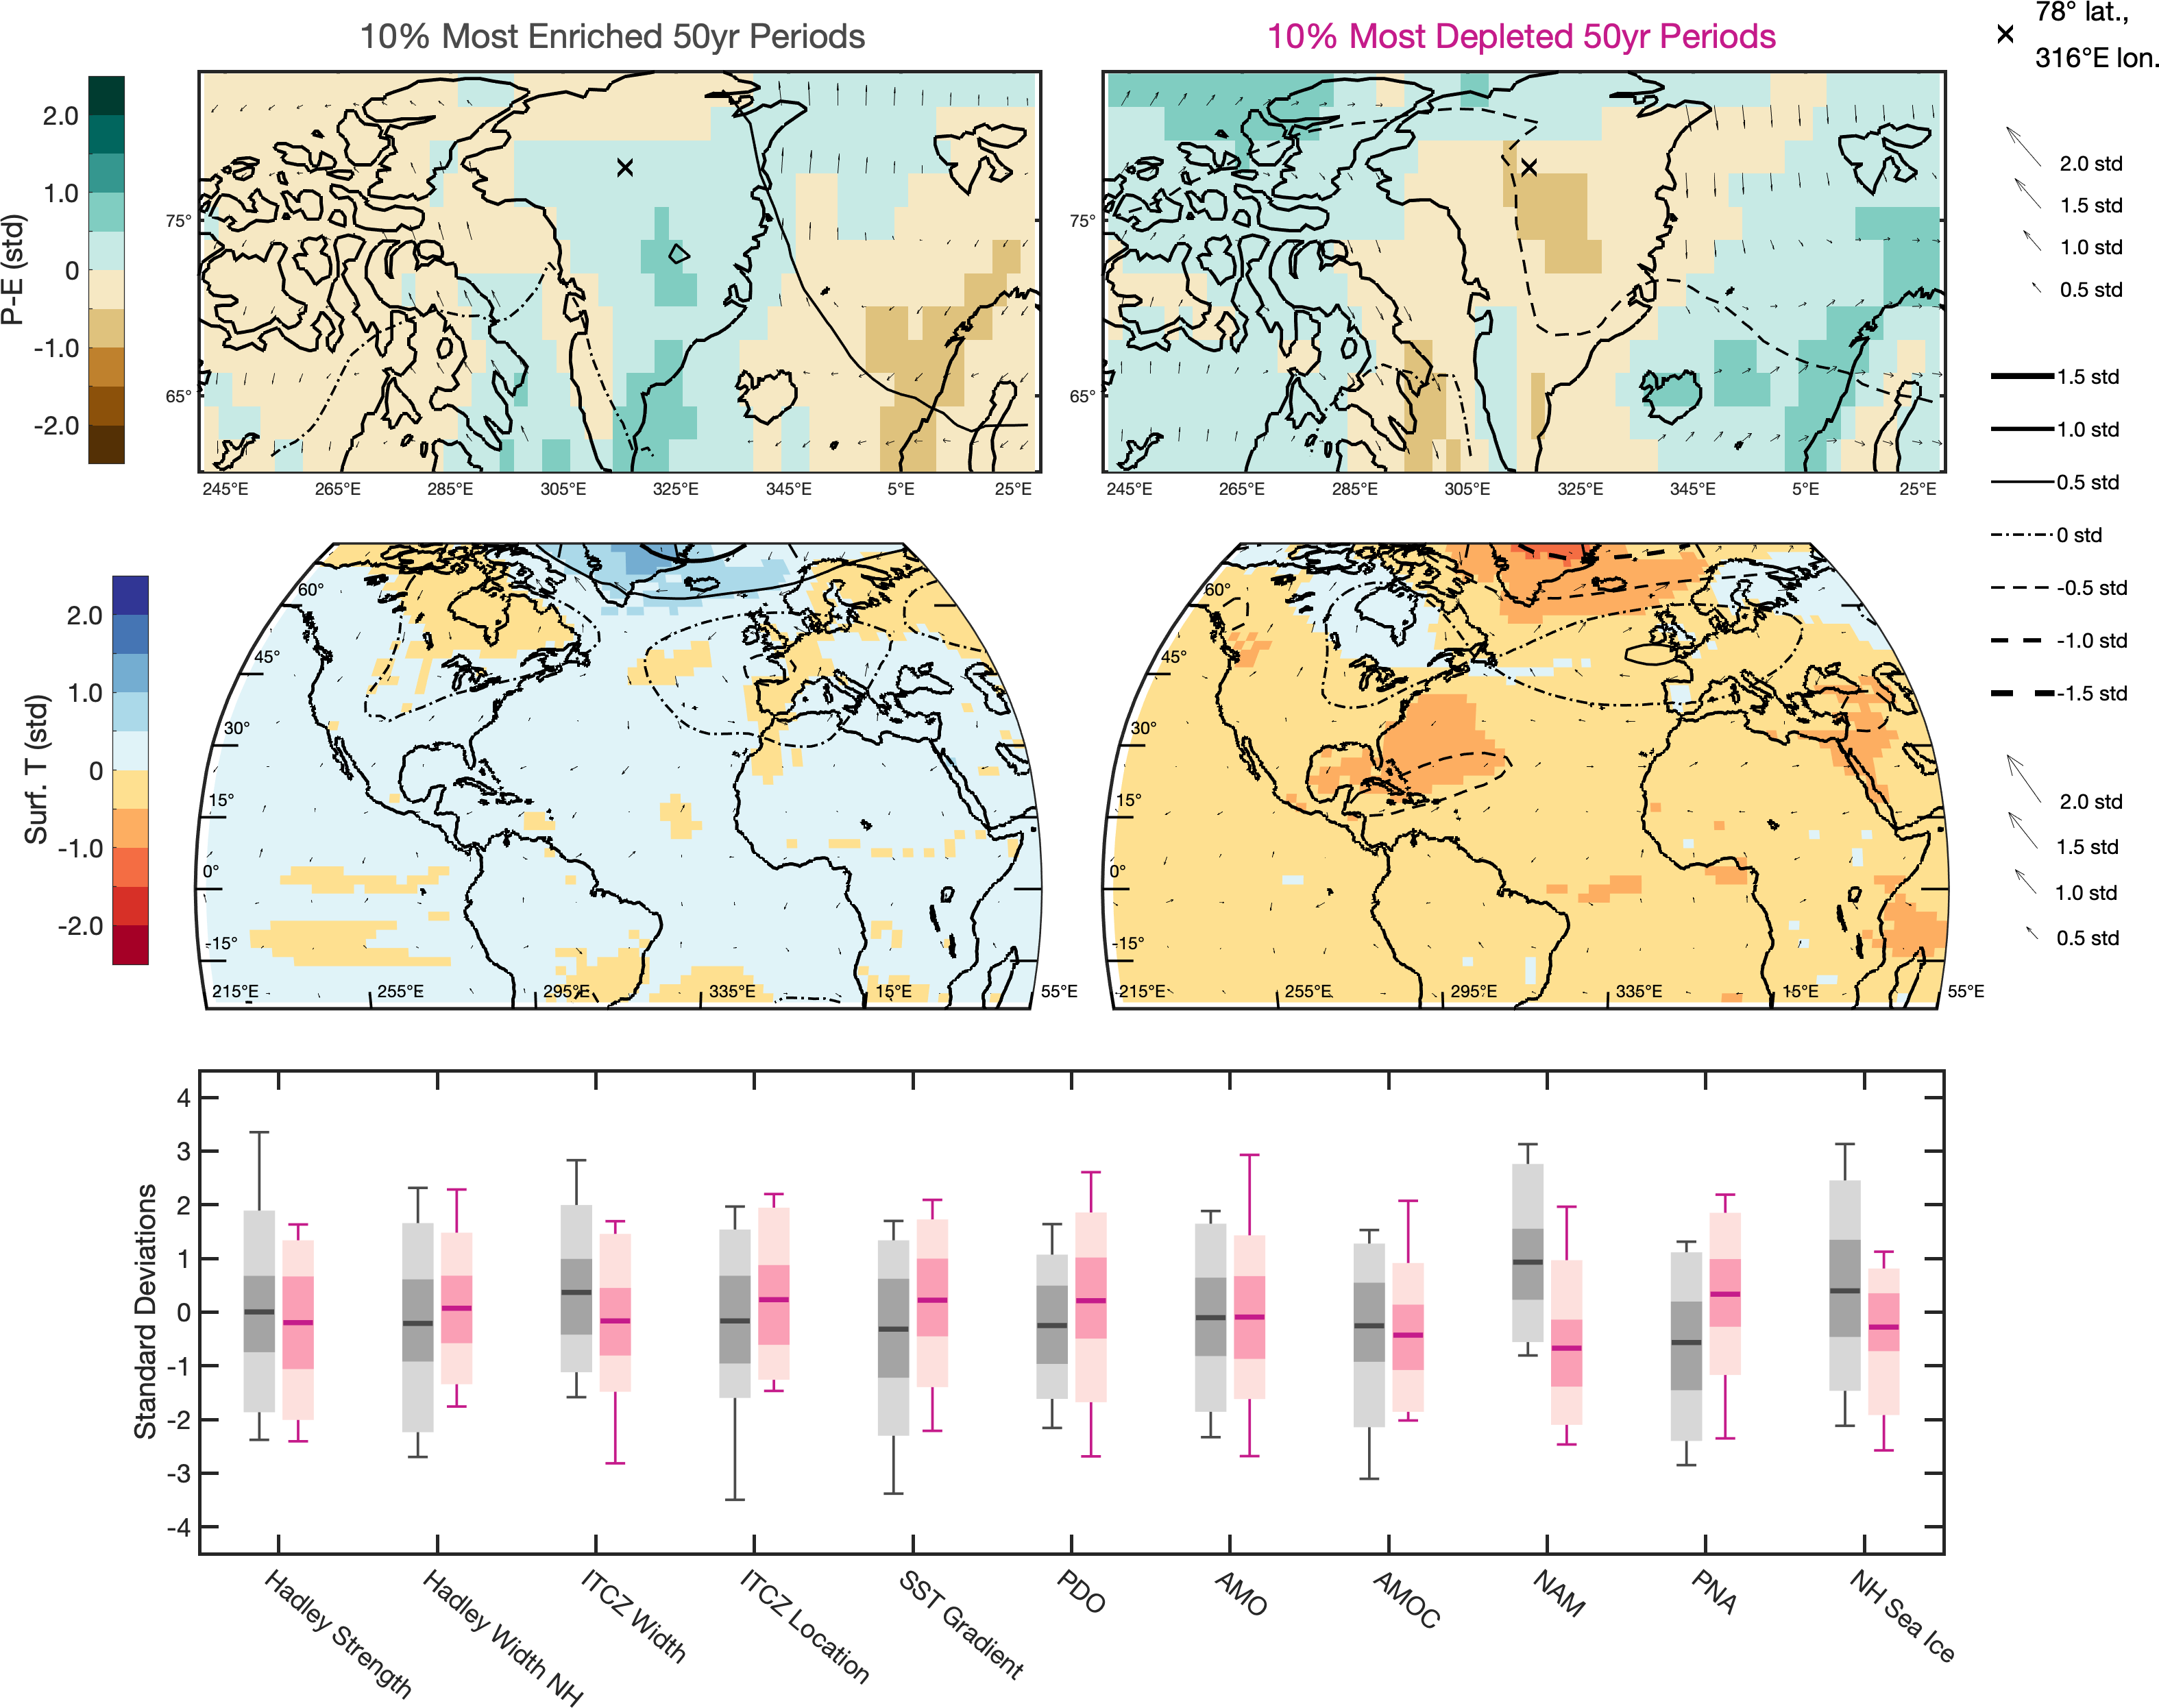 10% Most Enriched 50yr Periods
10% Most Depleted 50yr Periods
78° lat.,
316°E lon.
P-E (std)
2.0
1.0
0
-1.0
-2.0
75°
65°
245°E 265°E 285°E 305°E 325°E 345°E 5°E 25°E
75°
65°
245°E 265°E 285°E 305°E 325°E 345°E 5°E 25°E
2.0 std
1.5 std
1.0 std
0.5 std
1.5 std
1.0 std
0.5 std
0 std
-0.5 std
-1.0 std
-1.5 std
Surf. T (std)
2.0
1.0
0
-1.0
-2.0
60°
45°
30°
15°
0°
-15°
215°E 255°E 295°E 335°E 15°E 55°E
60°
45°
30°
15°
0°
-15°
215°E 255°E 295°E 335°E 15°E 55°E
2.0 std
1.5 std
1.0 std
0.5 std
Standard Deviations
4
3
2
1
0
-1
-2
-3
-4
Hadley Strength
Hadley Width NH
ITCZ Width
ITCZ Location
SST Gradient
PDO
AMO
AMOC
NAM
PNA
NH Sea Ice